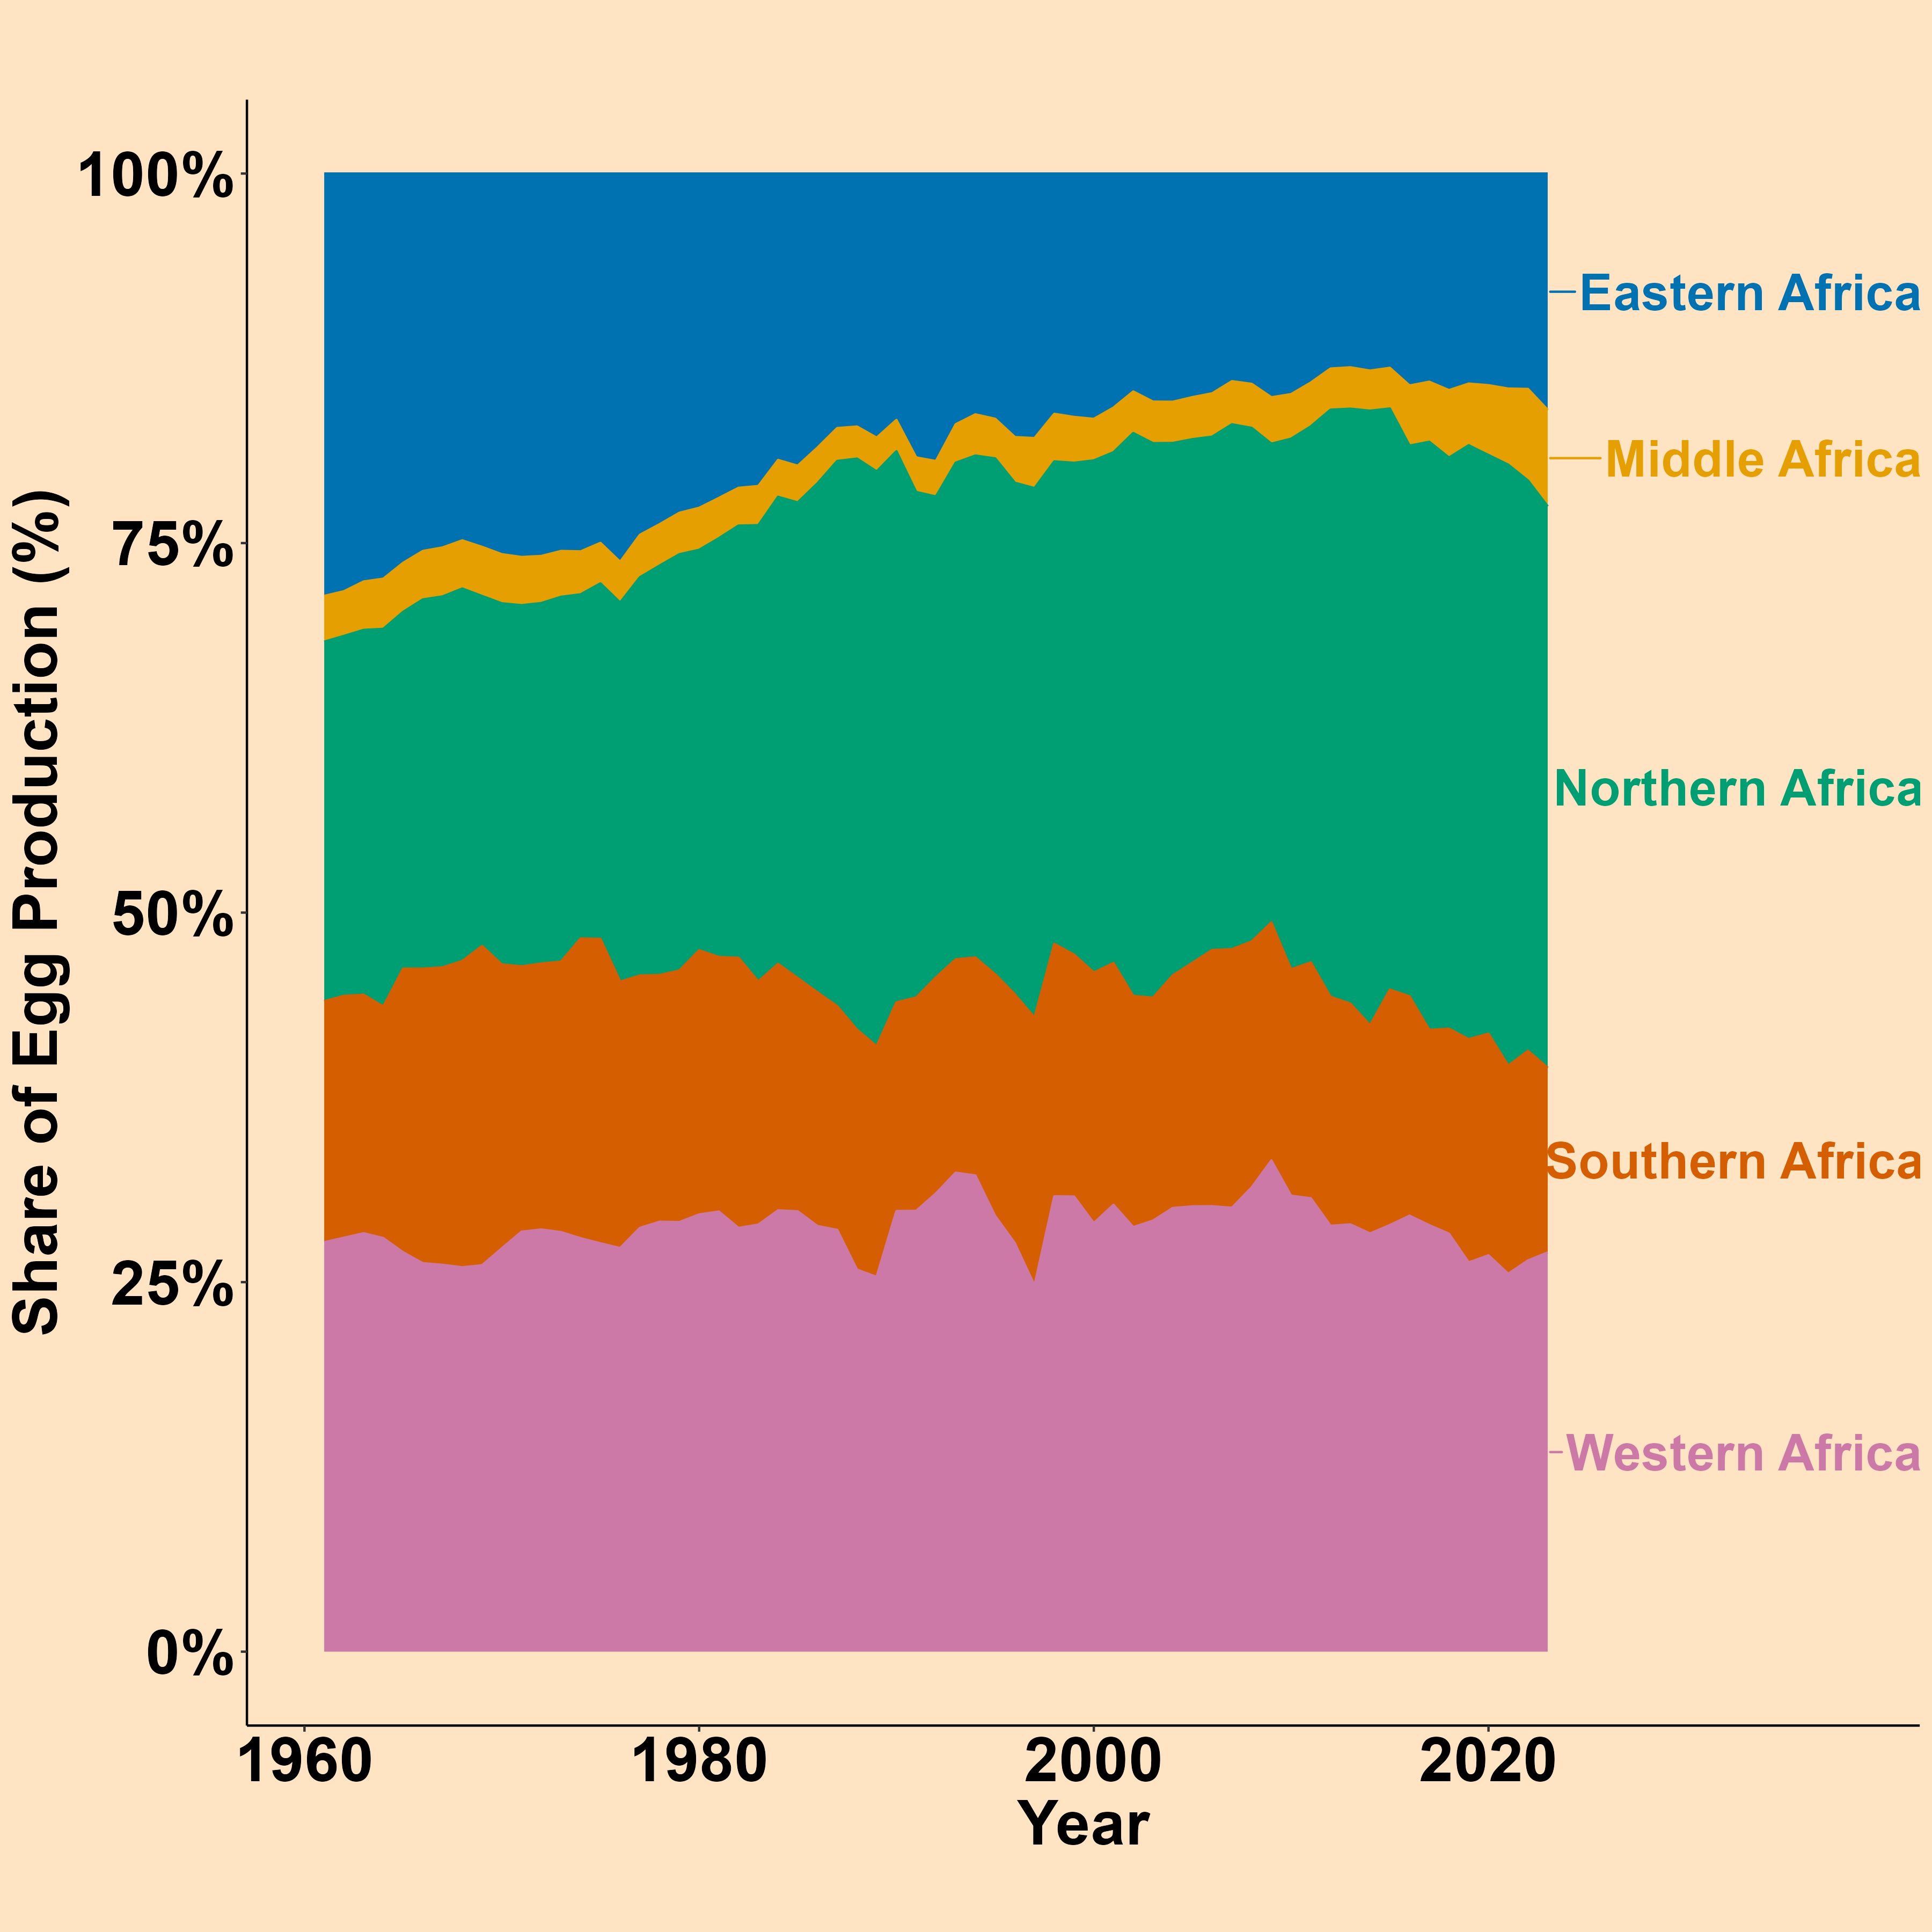 Share of Egg Production (%)
100%
75%
50%
25%
0%
Eastern Africa
Middle Africa
Northern Africa
Southern Africa
Western Africa
1960 1980 2000 2020
Year